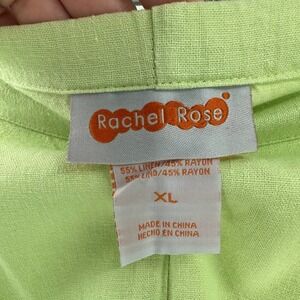 Rachel Rose
55% LINEN/45% RAYON
55% LINO/45% RAYON
XL
MADE IN CHINA
HECHO EN CHINA